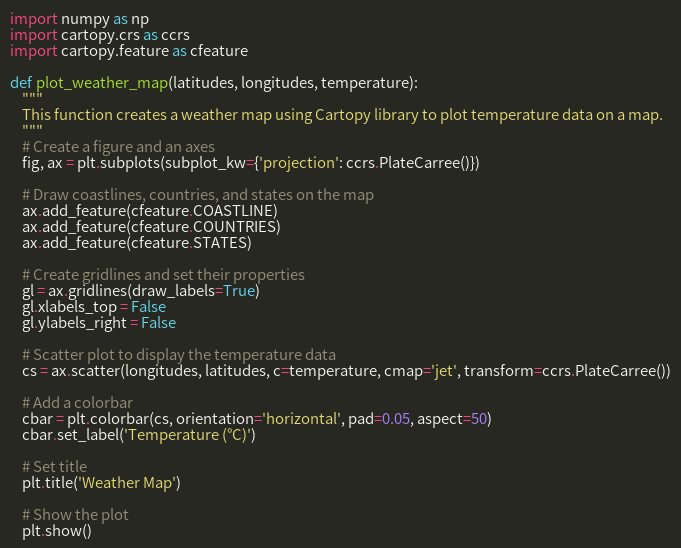 import numpy as np
import cartopy.crs as ccrs
import cartopy.feature as cfeature

def plot_weather_map(latitudes, longitudes, temperature):
    """
    This function creates a weather map using Cartopy library to plot temperature data on a map.
    """
    # Create a figure and an axes
    fig, ax = plt.subplots(subplot_kw={'projection': ccrs.PlateCarree()})

    # Draw coastlines, countries, and states on the map
    ax.add_feature(cfeature.COASTLINE)
    ax.add_feature(cfeature.COUNTRIES)
    ax.add_feature(cfeature.STATES)

    # Create gridlines and set their properties
    gl = ax.gridlines(draw_labels=True)
    gl.xlabels_top = False
    gl.ylabels_right = False

    # Scatter plot to display the temperature data
    cs = ax.scatter(longitudes, latitudes, c=temperature, cmap='jet', transform=ccrs.PlateCarree())

    # Add a colorbar
    cbar = plt.colorbar(cs, orientation='horizontal', pad=0.05, aspect=50)
    cbar.set_label('Temperature (°C)')

    # Set title
    plt.title('Weather Map')

    # Show the plot
    plt.show()